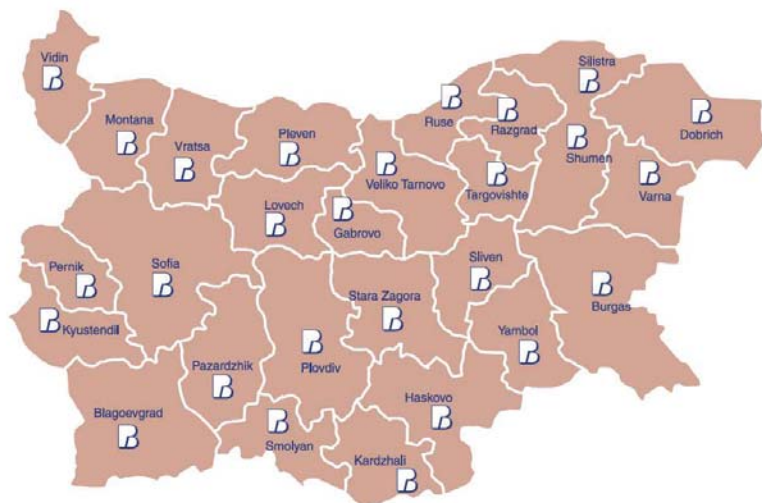 Vidin
Silistra
Montana
Vratsa
Pleven
Ruse
Razgrad
Dobrich
Shumen
Veliko Tarnovo
Targovishte
Varna
Lovech
Gabrovo
Pernik
Sofia
Sliven
Stara Zagora
Burgas
Kyustendil
Yambol
Pazardzhik
Plovdiv
Haskovo
Blagoevgrad
Smolyan
Kardzhali